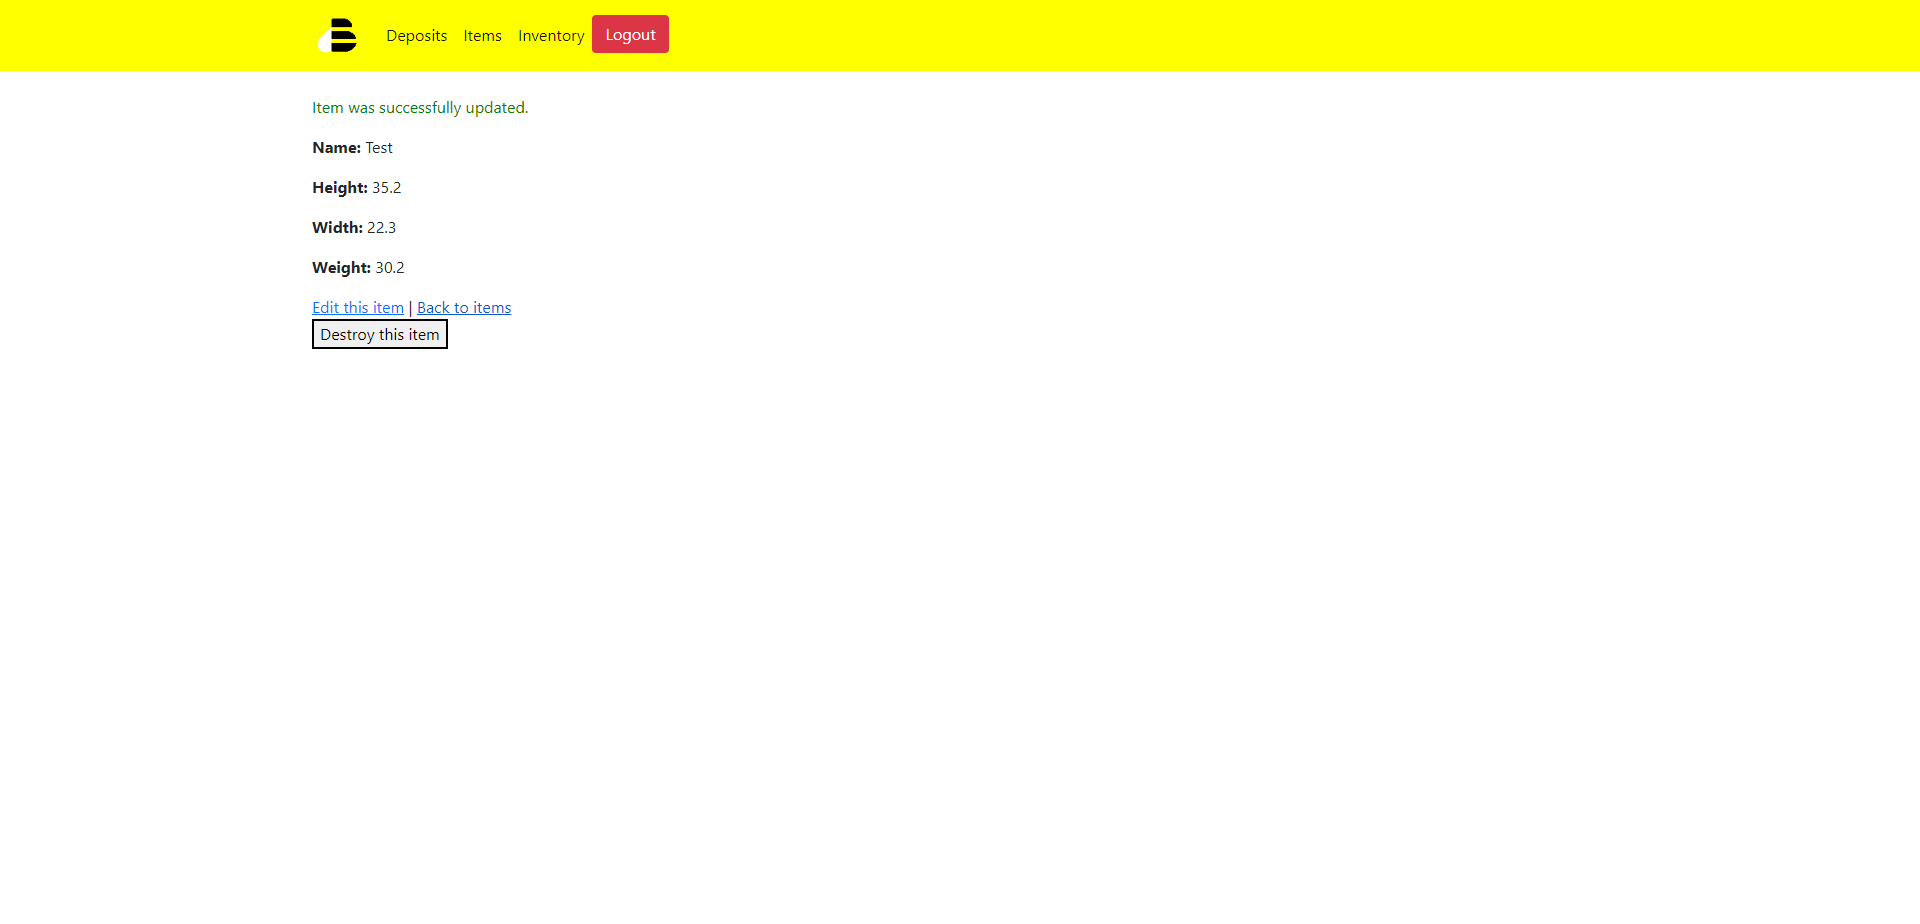 Deposits Items Inventory Logout
Item was successfully updated.
Name: Test
Height: 35.2
Width: 22.3
Weight: 30.2
Edit this item | Back to items
Destroy this item